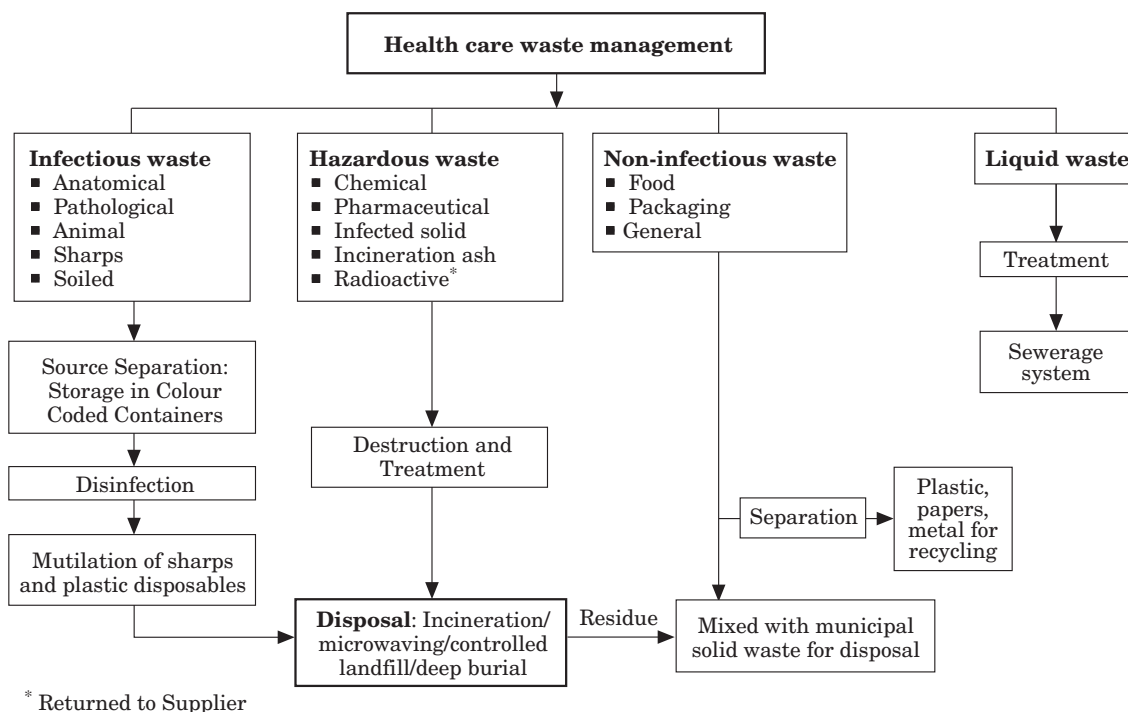 Health care waste management
Infectious waste
■ Anatomical
■ Pathological
■ Animal
■ Sharps
■ Soiled
Hazardous waste
■ Chemical
■ Pharmaceutical
■ Infected solid
■ Incineration ash
■ Radioactive*
Non-infectious waste
■ Food
■ Packaging
■ General
Liquid waste
Treatment
Sewerage
system
Source Separation:
Storage in Colour
Coded Containers
Disinfection
Mutilation of sharps
and plastic disposables
Destruction and
Treatment
Separation
Plastic,
papers,
metal for
recycling
Disposal: Incineration/
microwaving/controlled
landfill/deep burial
Residue
Mixed with municipal
solid waste for disposal
* Returned to Supplier